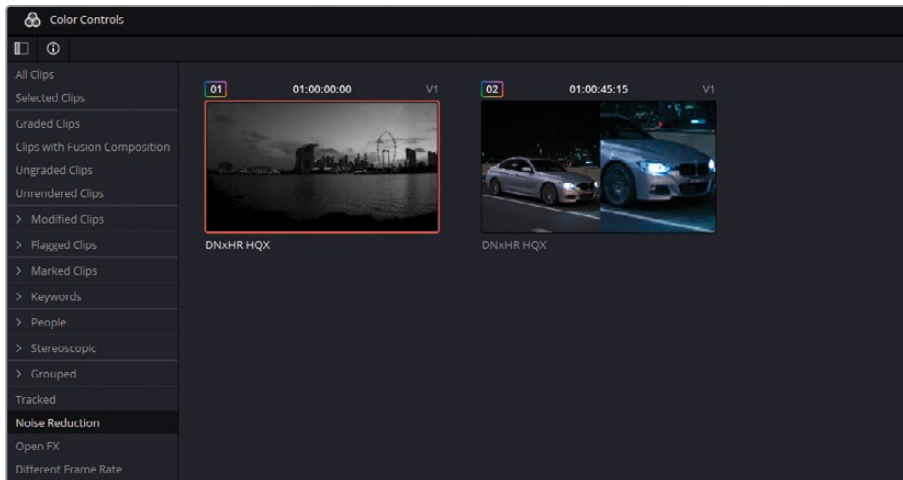 Color Controls
All Clips
Selected Clips
Graded Clips
Clips with Fusion Composition
Ungraded Clips
Unrendered Clips
> Modified Clips
> Flagged Clips
> Marked Clips
> Keywords
> People
> Stereoscopic
> Grouped
Tracked
Noise Reduction
Open FX
Different Frame Rate
01 01:00:00:00 V1
DNxHR HQX
02 01:00:45:15 V1
DNxHR HQX